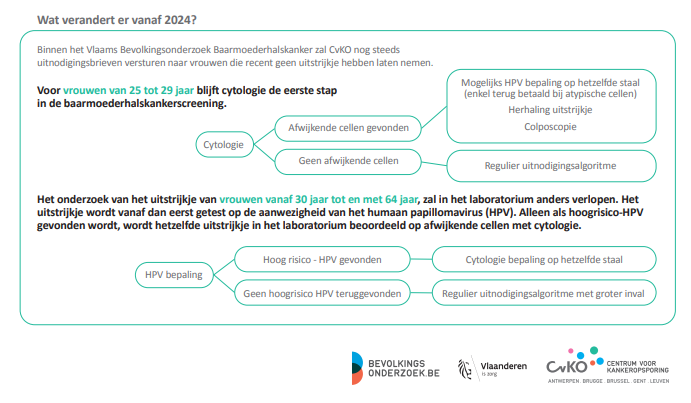 Wat verandert er vanaf 2024?
Binnen het Vlaams Bevolkingsonderzoek Baarmoederhalskanker zal CvKO nog steeds
uitnodigingsbrieven versturen naar vrouwen die recent geen uitstrijkje hebben laten nemen.
Voor vrouwen van 25 tot 29 jaar blijft cytologie de eerste stap
in de baarmoederhalskankerscreening.
Cytologie
Afwijkende cellen gevonden
Mogelijks HPV bepaling op hetzelfde staal
(enkel terug betaald bij atypische cellen)
Herhaling uitstrijkje
Colposcopie
Geen afwijkende cellen
Regulier uitnodigingsalgoritme
Het onderzoek van het uitstrijkje van vrouwen vanaf 30 jaar tot en met 64 jaar, zal in het laboratorium anders verlopen. Het
uitstrijkje wordt vanaf dan eerst getest op de aanwezigheid van het humaan papillomavirus (HPV). Alleen als hoogrisico-HPV
gevonden wordt, wordt hetzelfde uitstrijkje in het laboratorium beoordeeld op afwijkende cellen met cytologie.
HPV bepaling
Hoog risico - HPV gevonden
Cytologie bepaling op hetzelfde staal
Geen hoogrisico HPV teruggevonden
Regulier uitnodigingsalgoritme met groter inval
BEVOLKINGS
ONDERZOEK.BE
Vlaanderen
is zorg
CvKO
CENTRUM VOOR
KANKEROPSPORING
ANTWERPEN . BRUGGE . BRUSSEL . GENT . LEUVEN